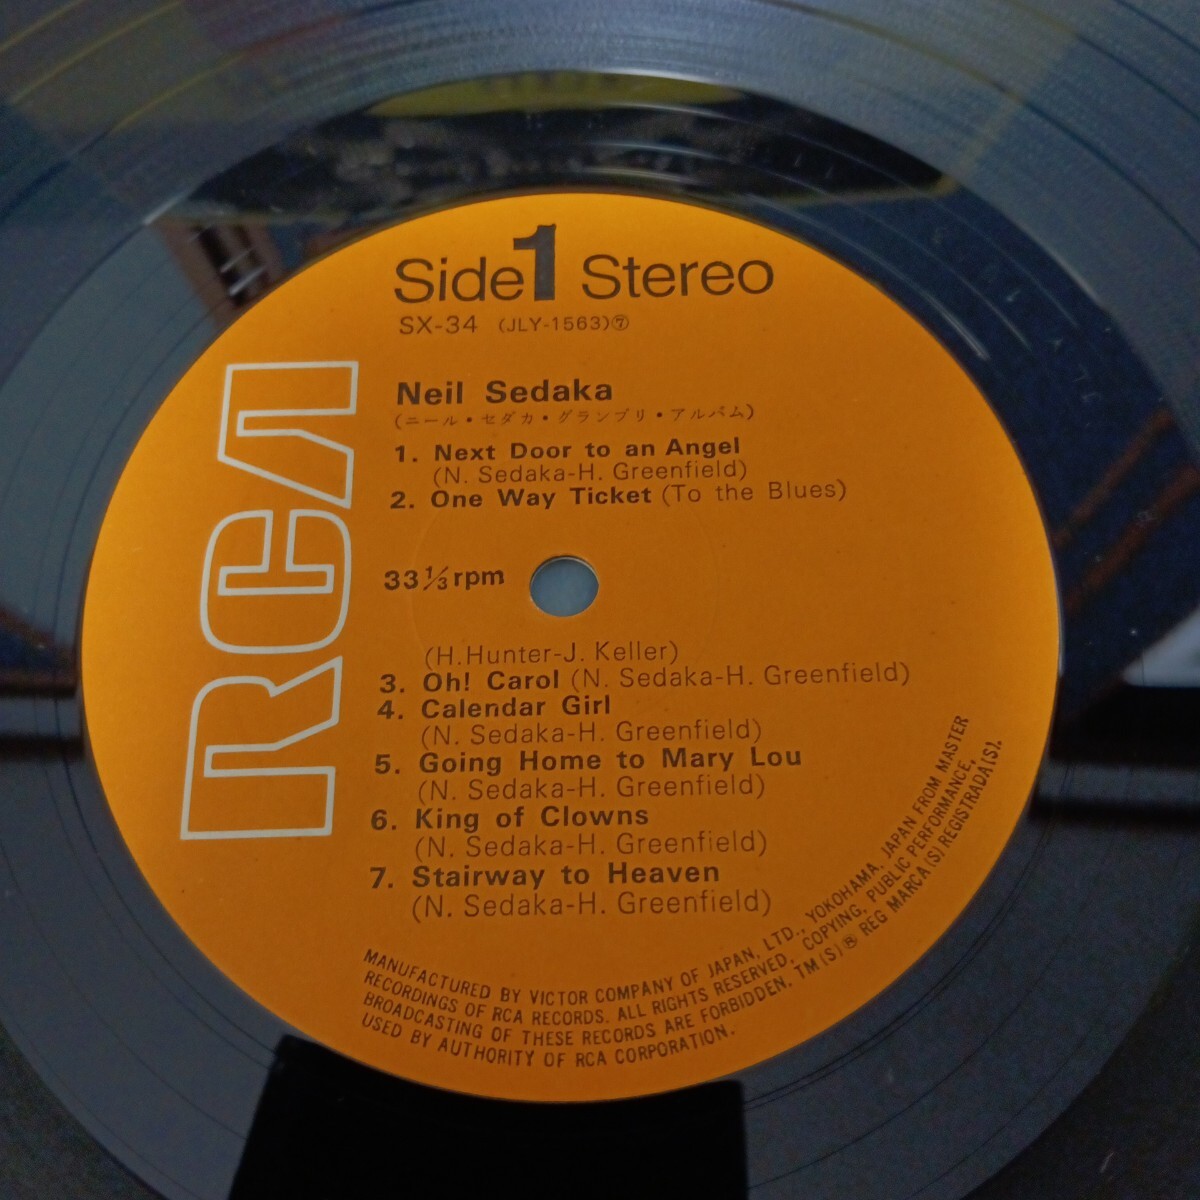 Side 1 Stereo
SX-34 (JLY-1563)⑦
RCA
Neil Sedaka
(ニール・セダカ・グランプリ・アルバム)
1. Next Door to an Angel
(N. Sedaka-H. Greenfield)
2. One Way Ticket (To the Blues)
33 1/3 rpm
(H.Hunter-J. Keller)
3. Oh! Carol (N. Sedaka-H. Greenfield)
4. Calendar Girl
(N. Sedaka-H. Greenfield)
5. Going Home to Mary Lou
(N. Sedaka-H. Greenfield)
6. King of Clowns
(N. Sedaka-H. Greenfield)
7. Stairway to Heaven
(N. Sedaka-H. Greenfield)
MANUFACTURED BY VICTOR COMPANY OF JAPAN, LTD., YOKOHAMA, JAPAN FROM MASTER
RECORDINGS OF RCA RECORDS. ALL RIGHTS RESERVED, COPYING, PUBLIC PERFORMANCE,
BROADCASTING OF THESE RECORDS ARE FORBIDDEN. TM(S)® REG MARCA(S) REGISTRADA(S).
USED BY AUTHORITY OF RCA CORPORATION.